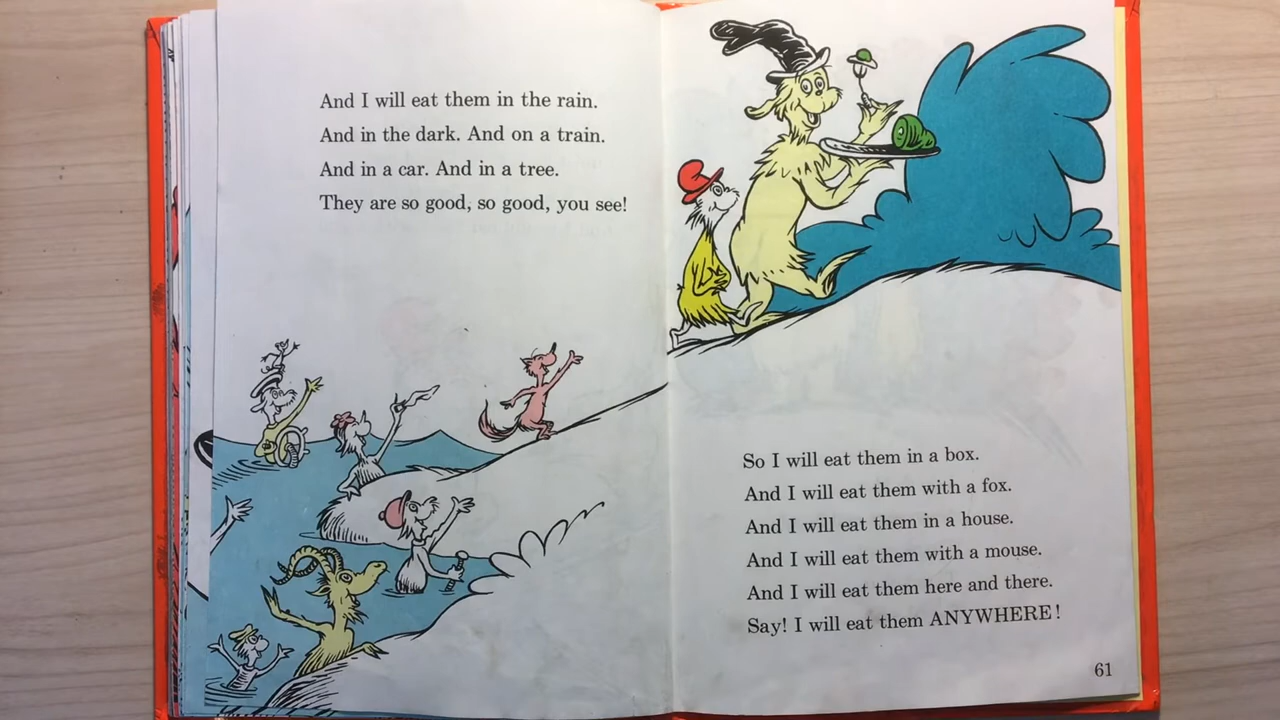 And I will eat them in the rain.
And in the dark. And on a train.
And in a car. And in a tree.
They are so good, so good, you see!
So I will eat them in a box.
And I will eat them with a fox.
And I will eat them in a house.
And I will eat them with a mouse.
And I will eat them here and there.
Say! I will eat them ANYWHERE!
61